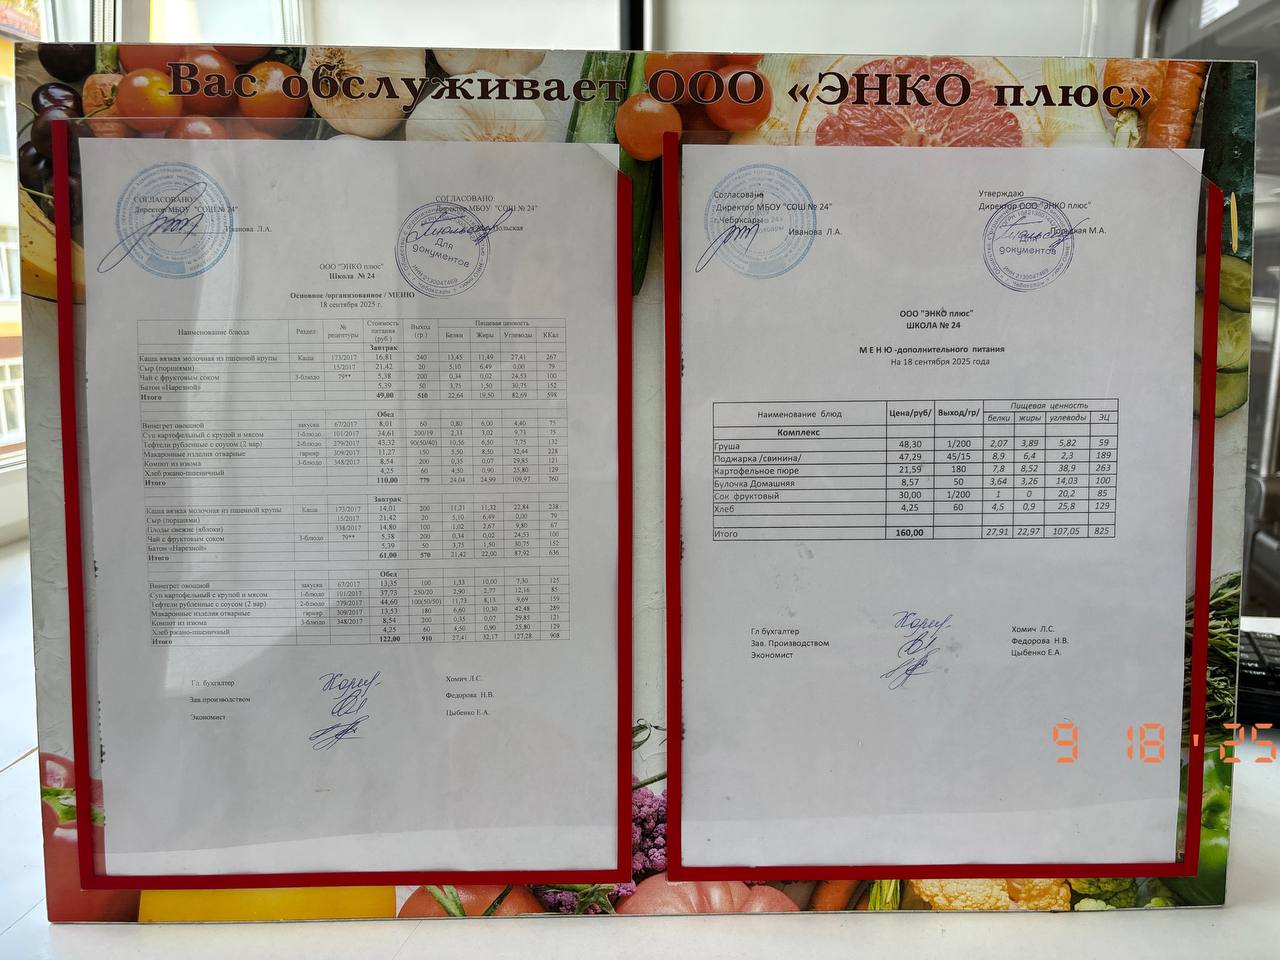 Вас обслуживает ООО «ЭНКО плюс»
СОГЛАСОВАНО:
Директор МБОУ "СОШ № 24"
Иванова Л.А.
СОГЛАСОВАНО:
Директор МБОУ "СОШ № 24"
Польская
Для документов
ИНН 2130047469
ООО "ЭНКО плюс"
Школа № 24
Основное /организованное / МЕНЮ
18 сентября 2025 г.
Наименование блюда Раздел № рецептуры Стоимость питания (руб.) Выход (гр.) Пищевая ценность
Белки Жиры Углеводы ККал
Завтрак
Каша вязкая молочная из пшенной крупы Каша 173/2017 16,81 240 13,45 11,49 27,41 267
Сыр (порциями) 15/2017 21,42 20 5,10 6,49 0,00 79
Чай с фруктовым соком 3-блюдо 79** 5,38 200 0,34 0,02 24,53 100
Батон «Нарезной» 5,39 50 3,75 1,50 30,75 152
Итого 49,00 510 22,64 19,50 82,69 598
Обед
Винегрет овощной закуска 67/2017 8,01 60 0,80 6,00 4,40 75
Суп картофельный с крупой и мясом 1-блюдо 101/2017 34,61 200/19 2,33 3,02 9,73 75
Тефтели рубленные с соусом (2 вар) 2-блюдо 279/2017 43,32 90(50/40) 10,56 6,50 7,75 132
Макаронные изделия отварные гарнир 309/2017 11,27 150 5,50 8,50 32,44 228
Компот из изюма 3-блюдо 348/2017 8,54 200 0,35 0,07 29,85 121
Хлеб ржано-пшеничный 4,25 60 4,50 0,90 25,80 129
Итого 110,00 779 24,04 24,99 109,97 760
Завтрак
Каша вязкая молочная из пшенной крупы Каша 173/2017 14,01 200 11,21 11,32 22,84 238
Сыр (порциями) 15/2017 21,42 20 5,10 6,49 0,00 79
Плоды свежие (яблоки) 338/2017 14,80 100 1,02 2,67 9,80 67
Чай с фруктовым соком 3-блюдо 79** 5,38 200 0,34 0,02 24,53 100
Батон «Нарезной» 5,39 50 3,75 1,50 30,75 152
Итого 61,00 570 21,42 22,00 87,92 636
Обед
Винегрет овощной закуска 67/2017 13,35 100 1,33 10,00 7,30 125
Суп картофельный с крупой и мясом 1-блюдо 101/2017 37,73 250/20 2,90 2,77 12,16 85
Тефтели рубленные с соусом (2 вар) 2-блюдо 279/2017 44,60 100(50/50) 11,73 8,13 9,69 159
Макаронные изделия отварные гарнир 309/2017 13,53 180 6,60 10,30 42,48 289
Компот из изюма 3-блюдо 348/2017 8,54 200 0,35 0,07 29,85 121
Хлеб ржано-пшеничный 4,25 60 4,50 0,90 25,80 129
Итого 122,00 910 27,41 32,17 127,28 908
Гл. бухгалтер Хомич Л.С.
Зав.производством Федорова Н.В.
Экономист Цыбенко Е.А.
Согласовано
Директор МБОУ "СОШ № 24"
г.Чебоксары
Иванова Л.А.
Утверждаю
Директор ООО "ЭНКО плюс"
Польская М.А.
Для документов
ИНН 2130047469
ООО "ЭНКО плюс"
ШКОЛА № 24
М Е Н Ю -дополнительного питания
На 18 сентября 2025 года
Наименование блюд Цена/руб/ Выход/гр/ Пищевая ценность
белки жиры углеводы ЭЦ
Комплекс
Груша 48,30 1/200 2,07 3,89 5,82 59
Поджарка /свинина/ 47,29 45/15 8,9 6,4 2,3 189
Картофельное пюре 21,59 180 7,8 8,52 38,9 263
Булочка Домашняя 8,57 50 3,64 3,26 14,03 100
Сок фруктовый 30,00 1/200 1 0 20,2 85
Хлеб 4,25 60 4,5 0,9 25,8 129
Итого 160,00 27,91 22,97 107,05 825
Гл бухгалтер Хомич Л.С.
Зав. Производством Федорова Н.В.
Экономист Цыбенко Е.А.
9 18 '25